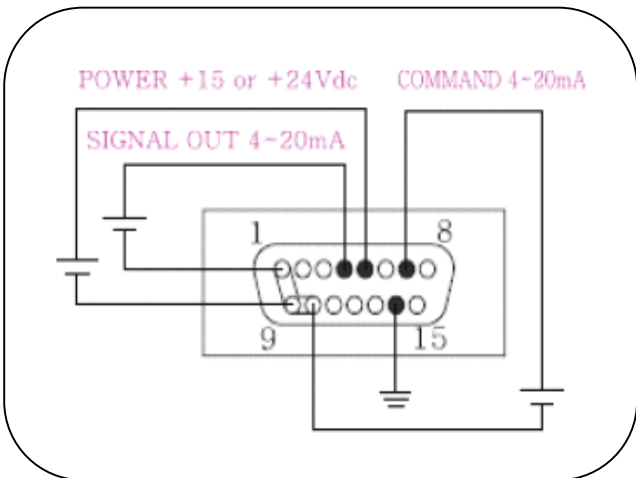 POWER +15 or +24Vdc
COMMAND 4~20mA
SIGNAL OUT 4~20mA
1
8
9
15